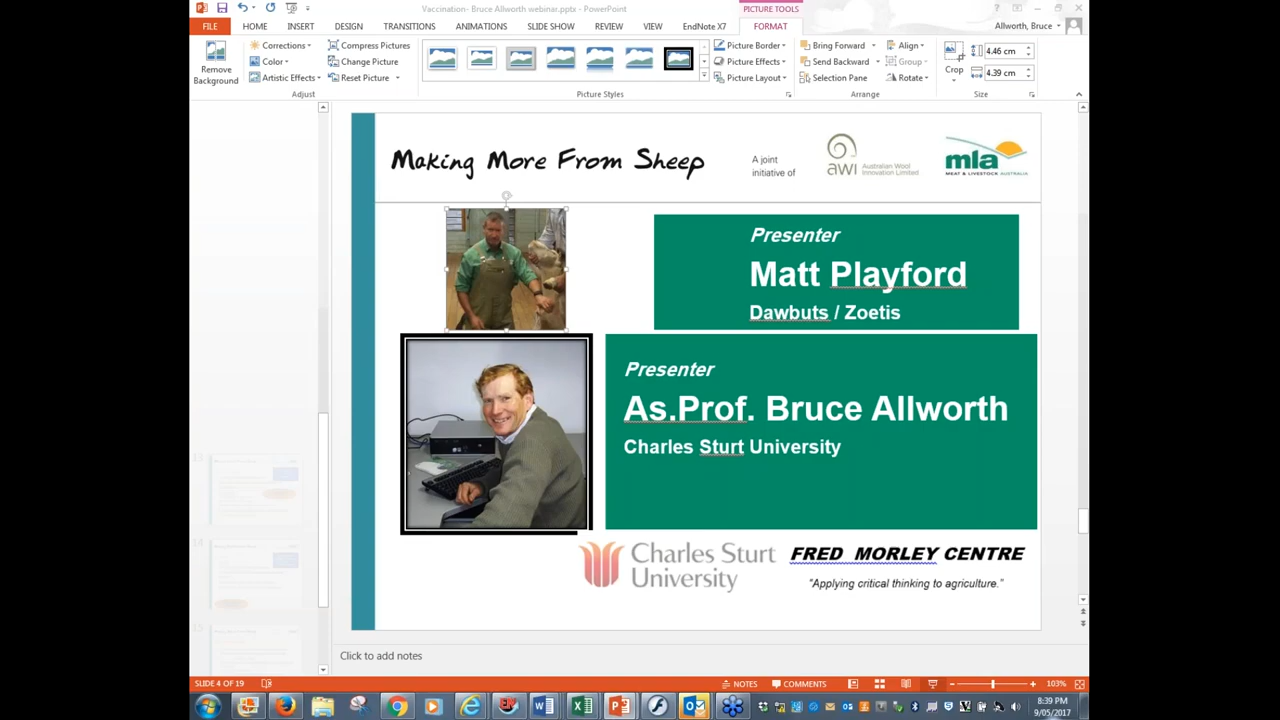 Vaccination- Bruce Allworth webinar.pptx - PowerPoint
PICTURE TOOLS
FILE HOME INSERT DESIGN TRANSITIONS ANIMATIONS SLIDE SHOW REVIEW VIEW EndNote X7 FORMAT
Allworth, Bruce
Remove Background
Corrections
Color
Artistic Effects
Compress Pictures
Change Picture
Reset Picture
Adjust
Picture Styles
Picture Border
Picture Effects
Picture Layout
Bring Forward
Send Backward
Selection Pane
Align
Group
Rotate
Arrange
Crop
4.46 cm
4.39 cm
Size
Making More From Sheep
A joint
initiative of
awi
Australian Wool
Innovation Limited
mla
MEAT & LIVESTOCK AUSTRALIA
Presenter
Matt Playford
Dawbuts / Zoetis
Presenter
As.Prof. Bruce Allworth
Charles Sturt University
Charles Sturt
University
FRED MORLEY CENTRE
“Applying critical thinking to agriculture.”
13
14
15
Click to add notes
SLIDE 4 OF 19
NOTES
COMMENTS
103%
8:39 PM
9/05/2017